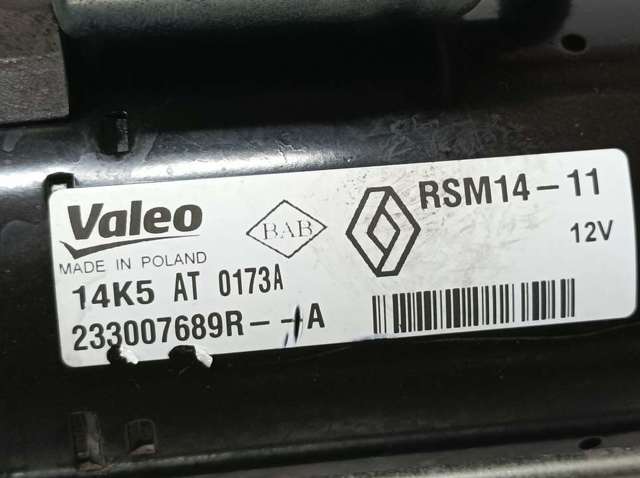 Valeo
BAB
RSM14-11
12V
MADE IN POLAND
14K5 AT 0173A
233007689R--A